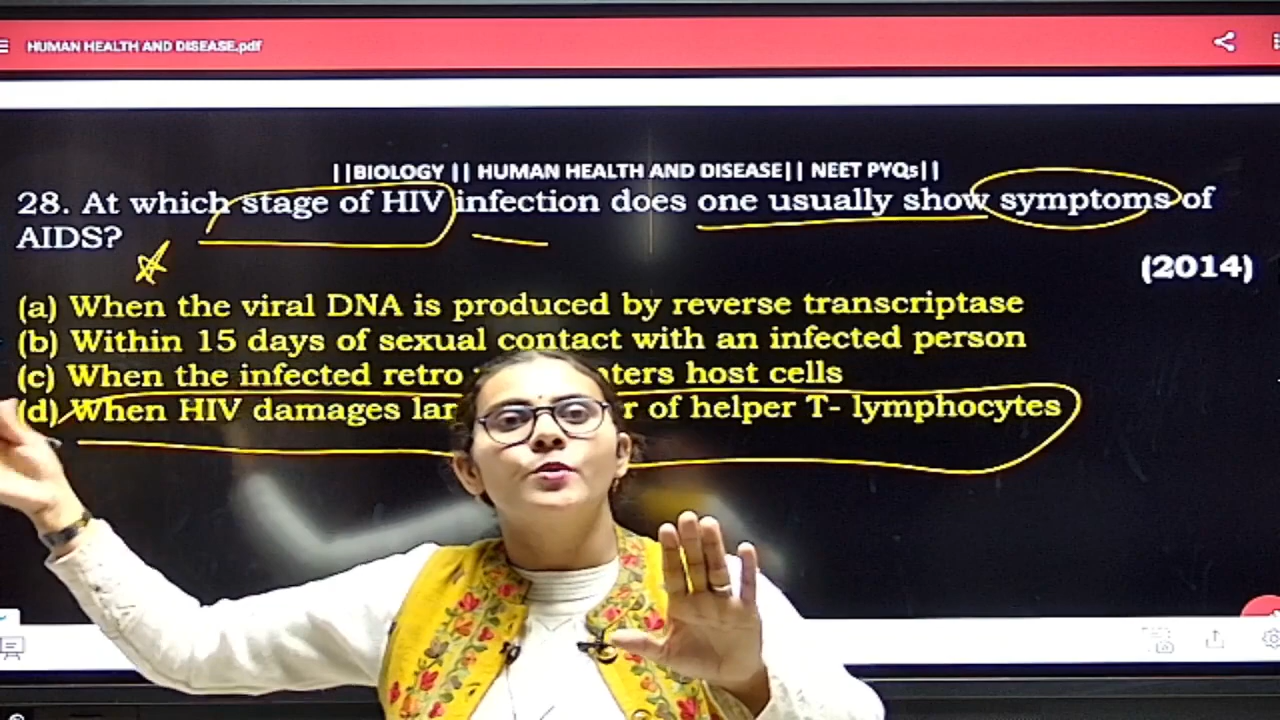 HUMAN HEALTH AND DISEASE.pdf
||BIOLOGY || HUMAN HEALTH AND DISEASE|| NEET PYQs||
28. At which stage of HIV infection does one usually show symptoms of
AIDS?
(2014)
(a) When the viral DNA is produced by reverse transcriptase
(b) Within 15 days of sexual contact with an infected person
(c) When the infected retro host cells
(d) When HIV damages of helper T- lymphocytes